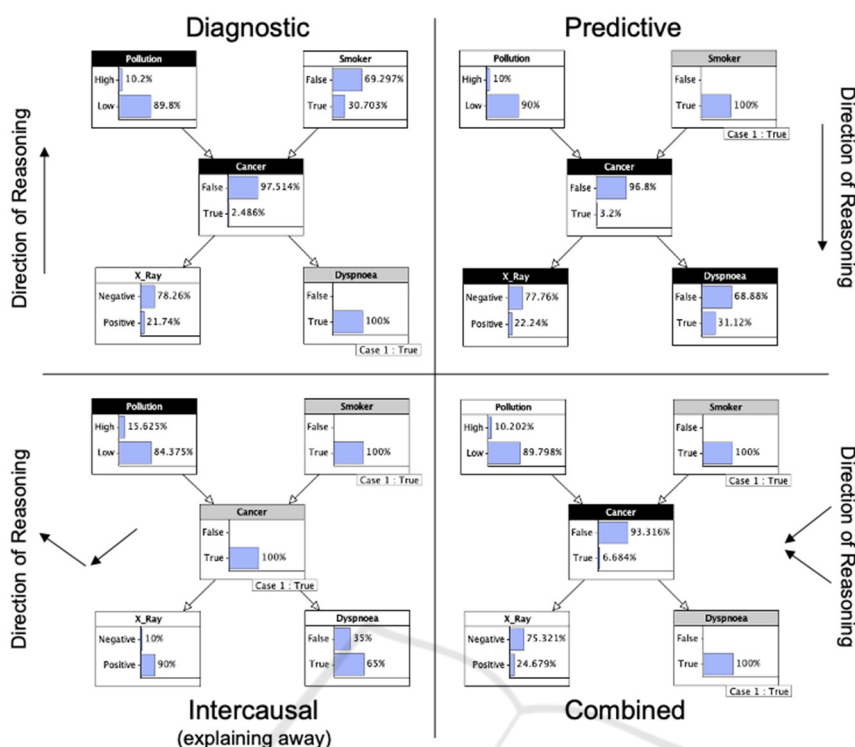 Diagnostic
Predictive
Direction of Reasoning
Pollution
High 10.2%
Low 89.8%
Smoker
False 69.297%
True 30.703%
Cancer
False 97.514%
True 2.486%
X_Ray
Negative 78.26%
Positive 21.74%
Dyspnoea
False
True 100%
Case 1 : True
Pollution
High 10%
Low 90%
Smoker
False
True 100%
Case 1 : True
Cancer
False 96.8%
True 3.2%
X_Ray
Negative 77.76%
Positive 22.24%
Dyspnoea
False 68.88%
True 31.12%
Direction of Reasoning
Direction of Reasoning
Pollution
High 15.625%
Low 84.375%
Smoker
False
True 100%
Case 1 : True
Cancer
False
True 100%
Case 1 : True
X_Ray
Negative 10%
Positive 90%
Dyspnoea
False 35%
True 65%
Intercausal
(explaining away)
Pollution
High 10.202%
Low 89.798%
Smoker
False
True 100%
Case 1 : True
Cancer
False 93.316%
True 6.684%
X_Ray
Negative 75.321%
Positive 24.679%
Dyspnoea
False
True 100%
Case 1 : True
Direction of Reasoning
Combined